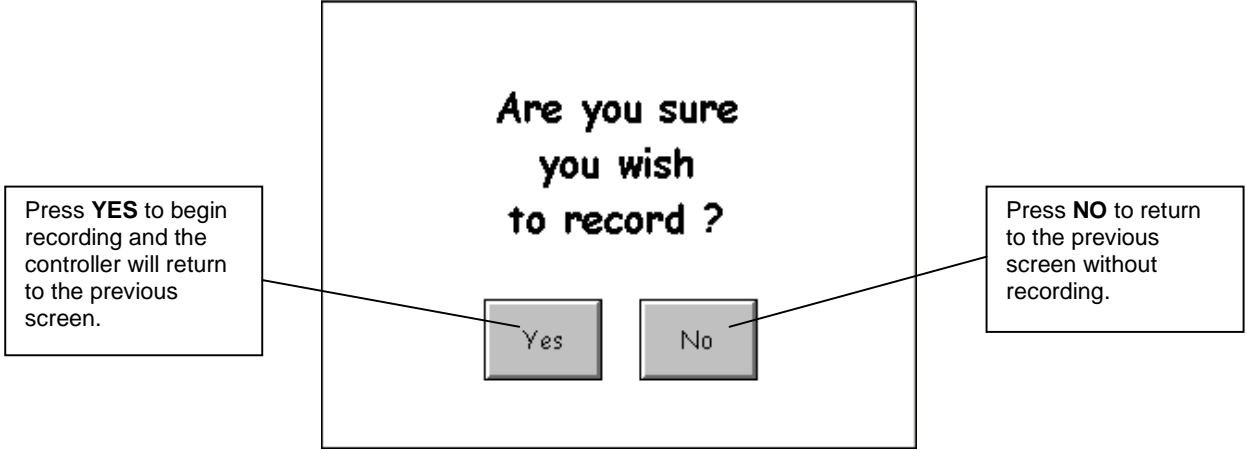 Are you sure
you wish
to record ?
Press YES to begin
recording and the
controller will return
to the previous
screen.
Press NO to return
to the previous
screen without
recording.
Yes
No